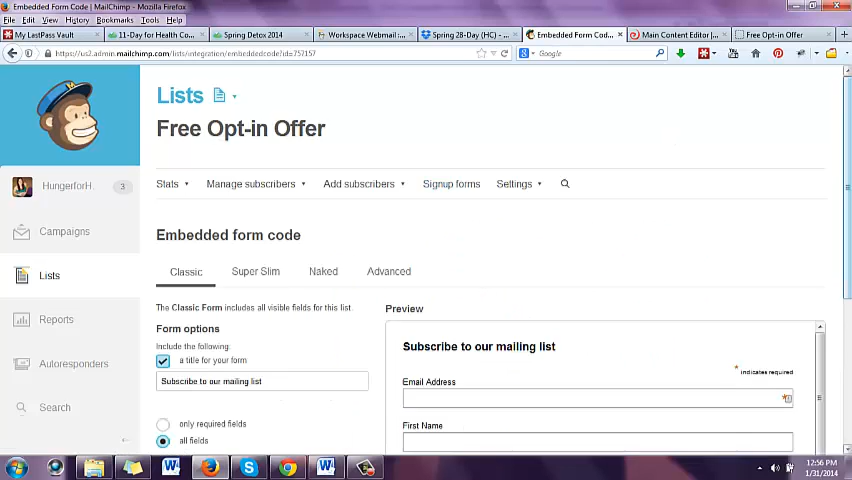 Embedded Form Code | MailChimp - Mozilla Firefox
File Edit View History Bookmarks Tools Help
My LastPass Vault
11-Day for Health Co...
Spring Detox 2014
Workspace Webmail :...
Spring 28-Day (HC) - ...
Embedded Form Cod...
Main Content Editor | ...
Free Opt-in Offer
https://us2.admin.mailchimp.com/lists/integration/embeddedcode?id=757157
Google
Lists
Free Opt-in Offer
HungerforH.. 3
Stats Manage subscribers Add subscribers Signup forms Settings
Campaigns
Embedded form code
Lists
Classic Super Slim Naked Advanced
The Classic Form includes all visible fields for this list.
Preview
Reports
Form options
Include the following:
Subscribe to our mailing list
a title for your form
Autoresponders
* indicates required
Subscribe to our mailing list
Email Address
*
Search
only required fields
First Name
all fields
12:56 PM
1/31/2014